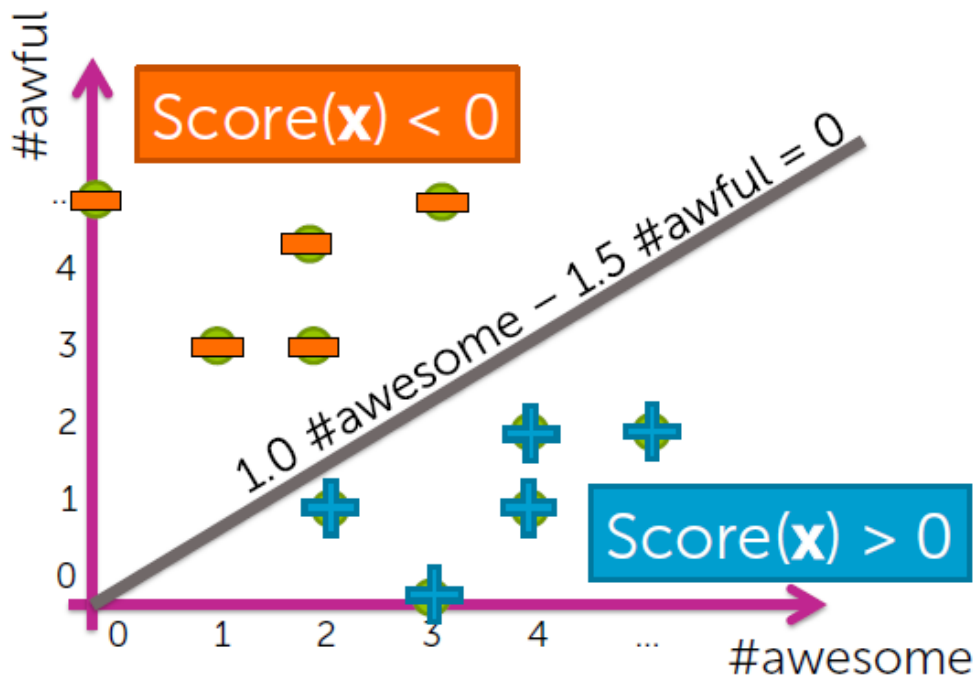 #awful
Score(x) < 0
1.0 #awesome – 1.5 #awful = 0
...
4
3
2
1
0
Score(x) > 0
0 1 2 3 4 ...
#awesome